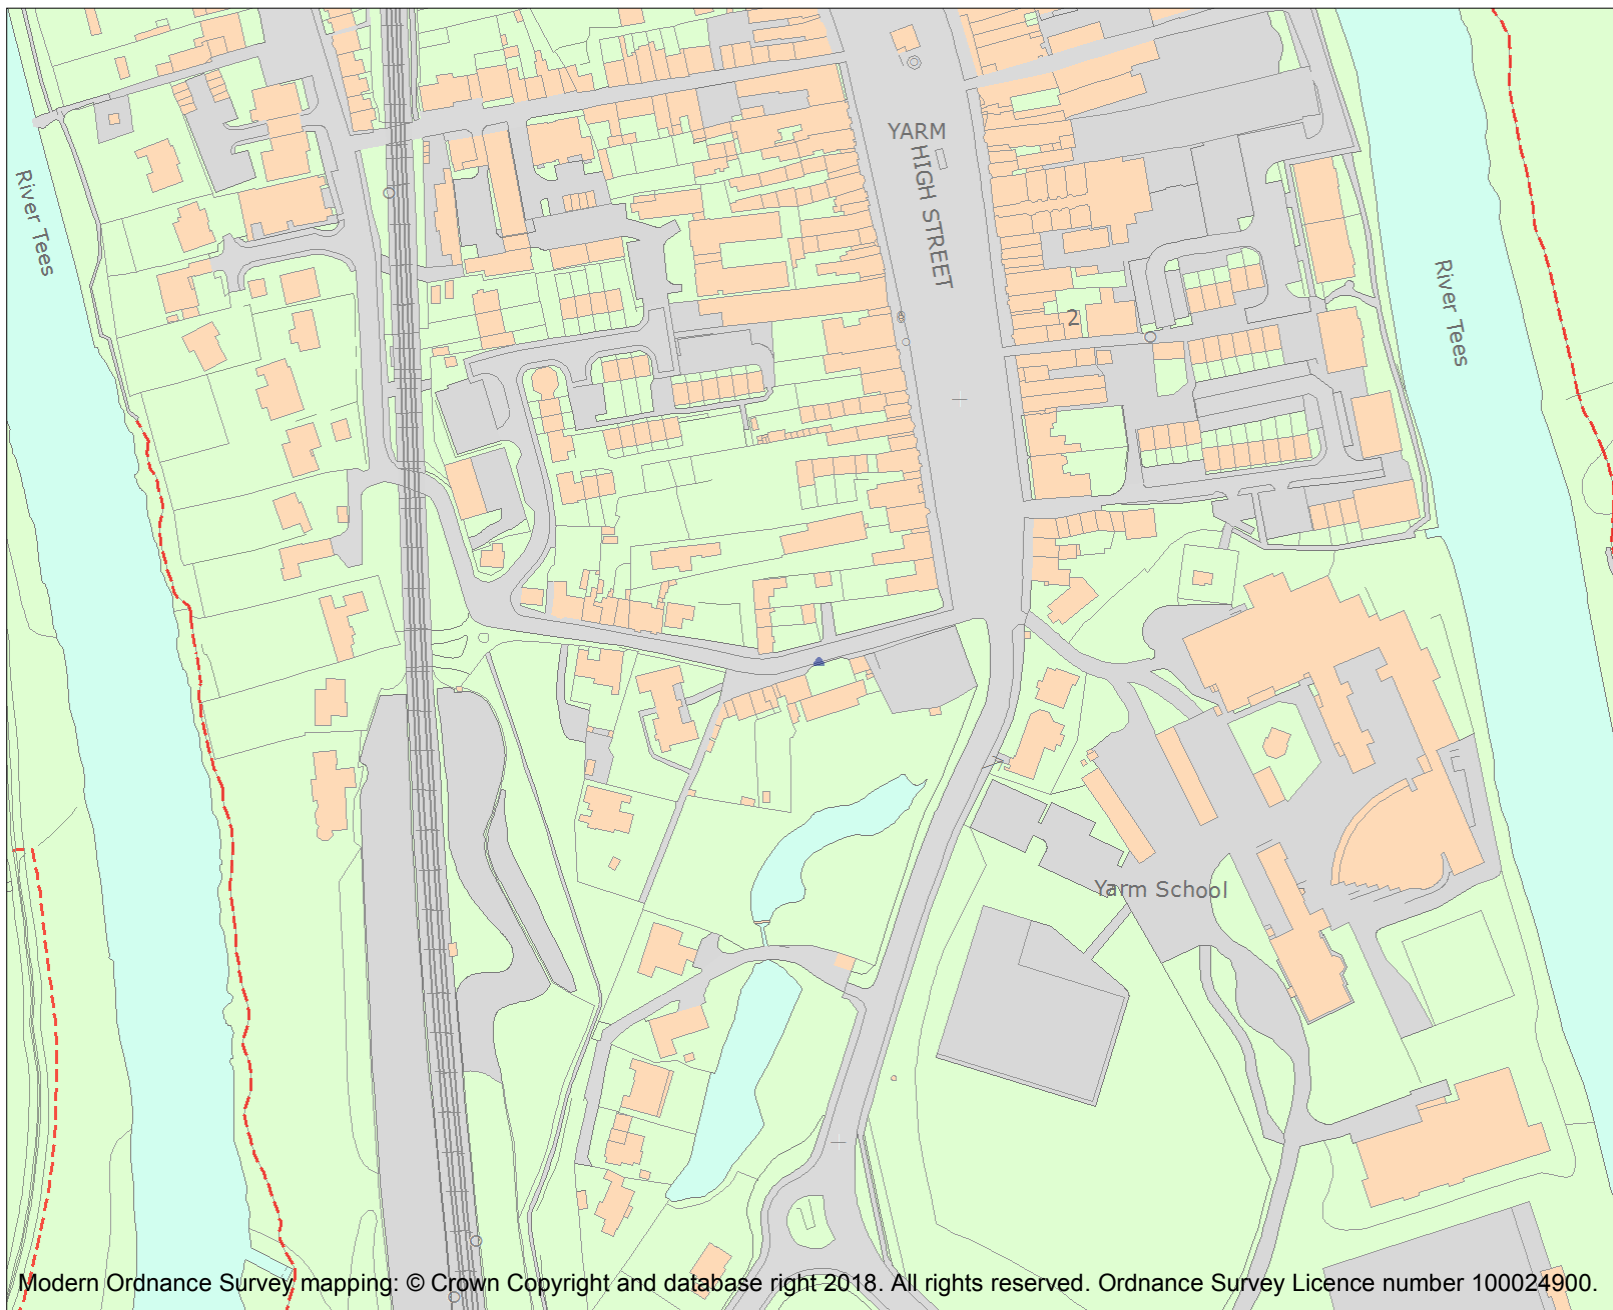 YARM
HIGH STREET
River Tees
River Tees
2
Yarm School
Modern Ordnance Survey mapping: © Crown Copyright and database right 2018. All rights reserved. Ordnance Survey Licence number 100024900.